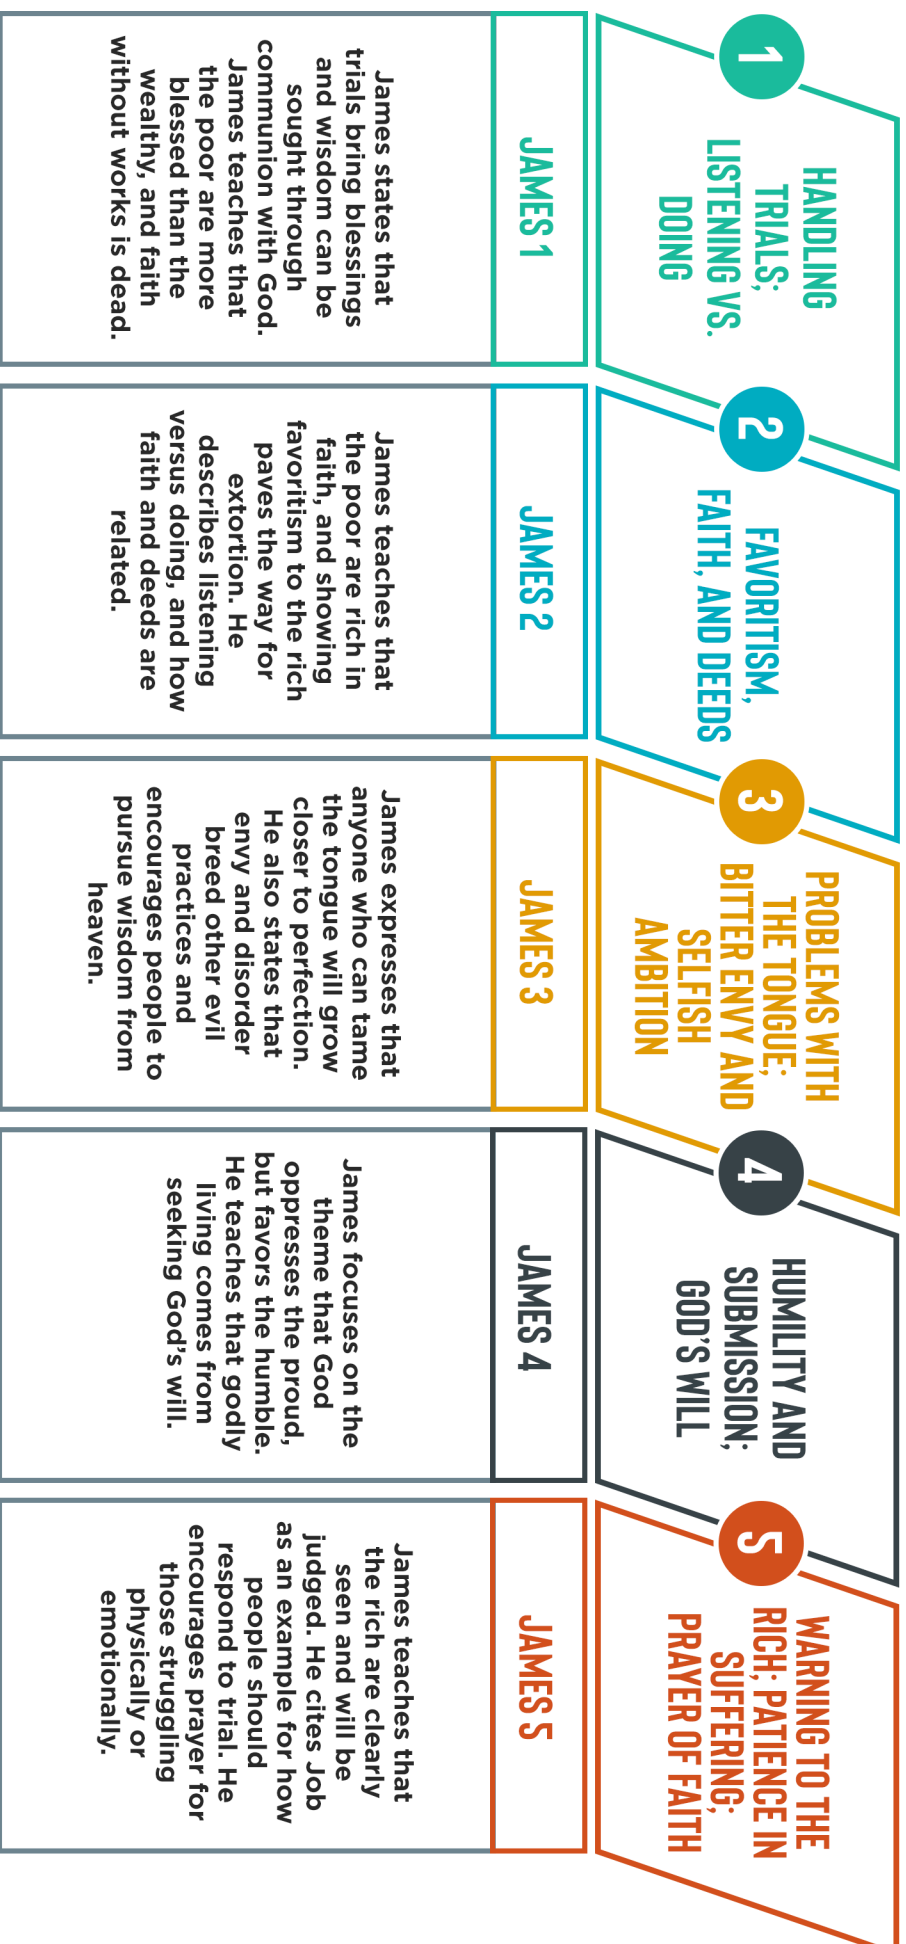 1
HANDLING
TRIALS;
LISTENING VS.
DOING
JAMES 1
James states that
trials bring blessings
and wisdom can be
sought through
communion with God.
James teaches that
the poor are more
blessed than the
wealthy, and faith
without works is dead.
2
FAVORITISM,
FAITH, AND DEEDS
JAMES 2
James teaches that
the poor are rich in
faith, and showing
favoritism to the rich
paves the way for
extortion. He
describes listening
versus doing, and how
faith and deeds are
related.
3
PROBLEMS WITH
THE TONGUE;
BITTER ENVY AND
SELFISH
AMBITION
JAMES 3
James expresses that
anyone who can tame
the tongue will grow
closer to perfection.
He also states that
envy and disorder
breed other evil
practices and
encourages people to
pursue wisdom from
heaven.
4
HUMILITY AND
SUBMISSION;
GOD'S WILL
JAMES 4
James focuses on the
theme that God
oppresses the proud,
but favors the humble.
He teaches that godly
living comes from
seeking God's will.
5
WARNING TO THE
RICH; PATIENCE IN
SUFFERING;
PRAYER OF FAITH
JAMES 5
James teaches that
the rich are clearly
seen and will be
judged. He cites Job
as an example for how
people should
respond to trial. He
encourages prayer for
those struggling
physically or
emotionally.